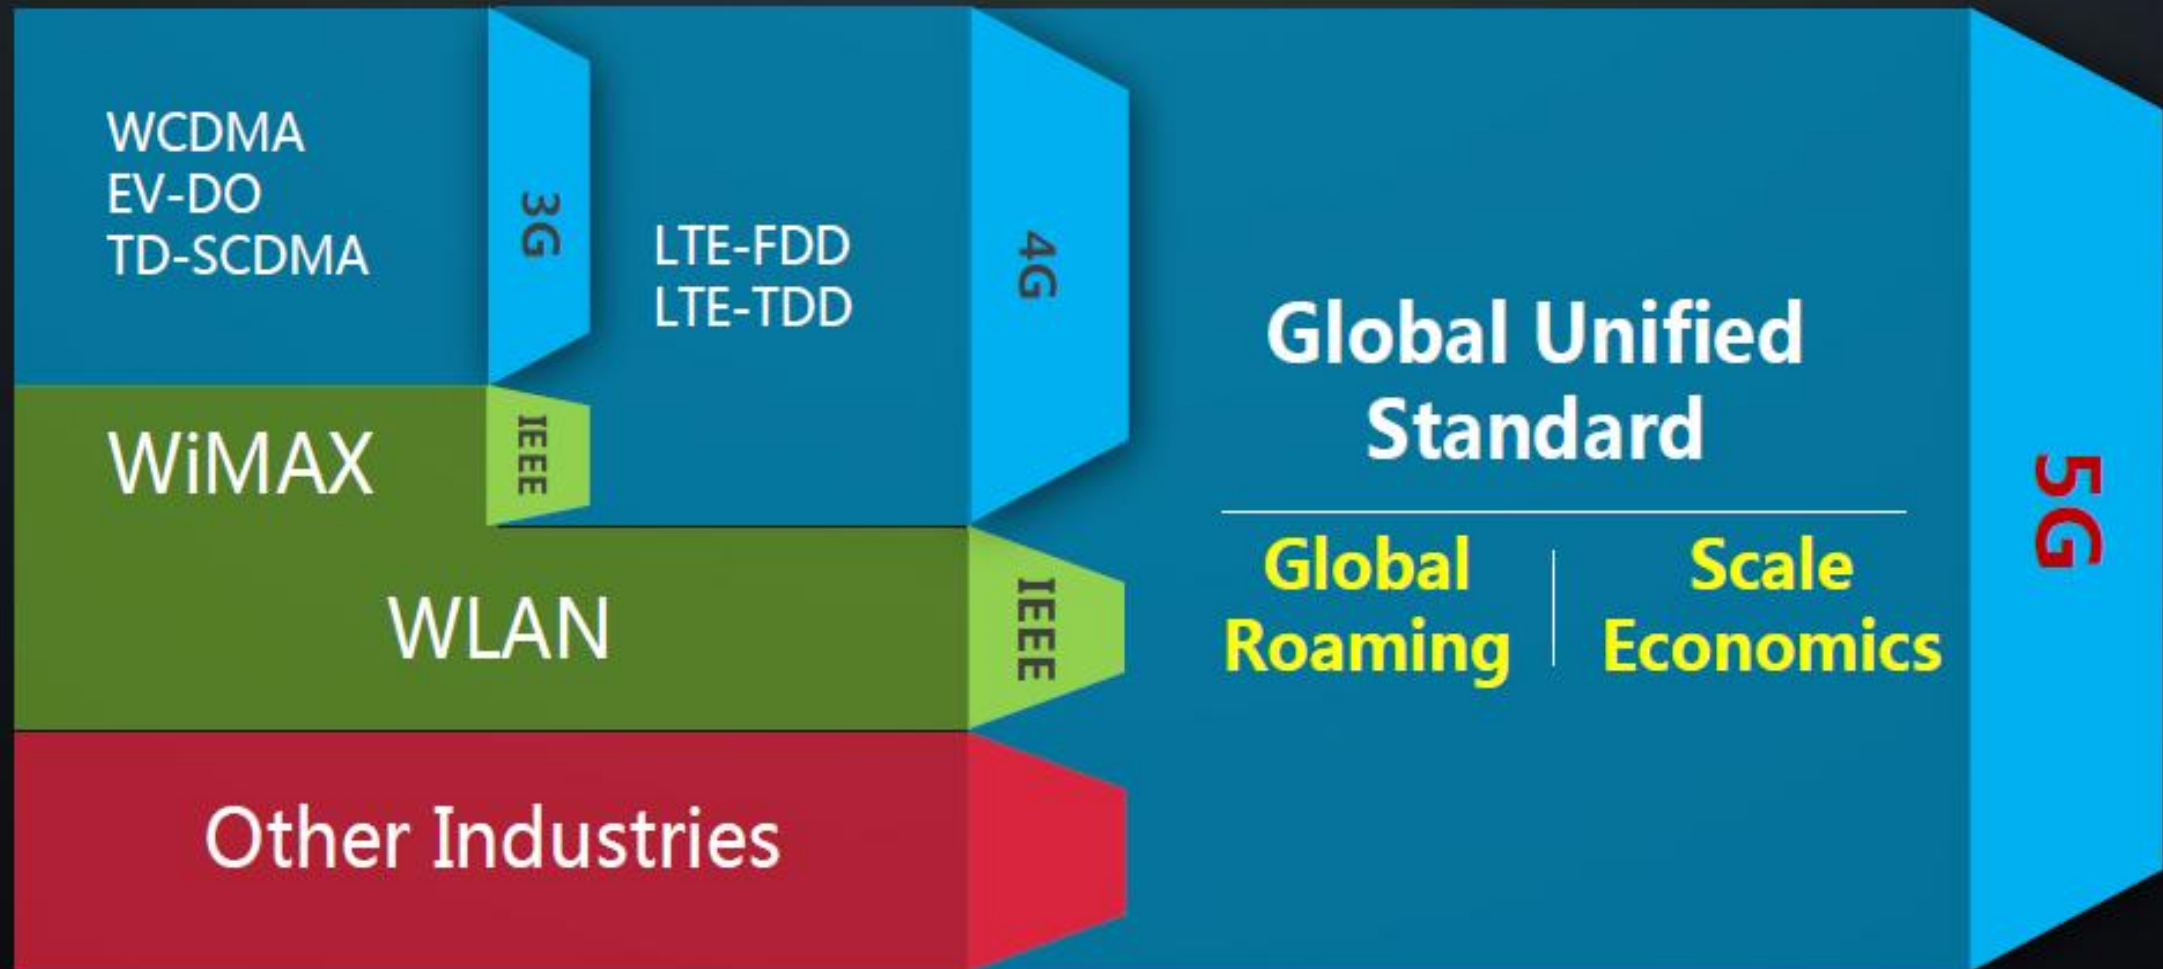 WCDMA
EV-DO
TD-SCDMA
3G
LTE-FDD
LTE-TDD
4G
WiMAX
IEEE
WLAN
IEEE
Other Industries
Global Unified
Standard
Global
Roaming
Scale
Economics
5G